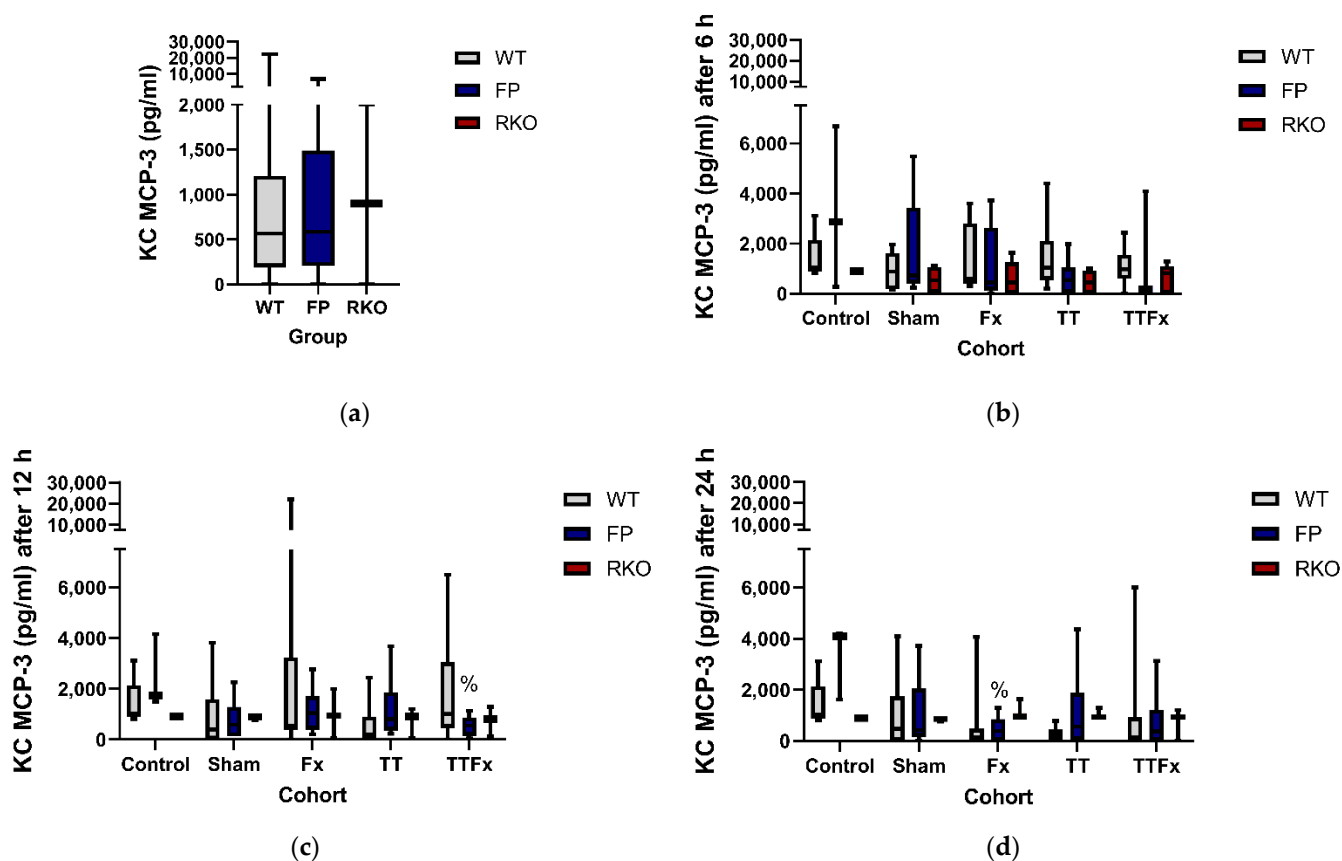 KC MCP-3 (pg/ml)
30,000
20,000
10,000
2,000
1,500
1,000
500
0
WT
FP
RKO
Group
WT
FP
RKO
(a)
KC MCP-3 (pg/ml) after 6 h
30,000
20,000
10,000
6,000
4,000
2,000
0
Control Sham Fx TT TTFx
Cohort
WT
FP
RKO
(b)
KC MCP-3 (pg/ml) after 12 h
30,000
20,000
10,000
6,000
4,000
2,000
0
%
Control Sham Fx TT TTFx
Cohort
WT
FP
RKO
(c)
KC MCP-3 (pg/ml) after 24 h
30,000
20,000
10,000
6,000
4,000
2,000
0
%
Control Sham Fx TT TTFx
Cohort
WT
FP
RKO
(d)